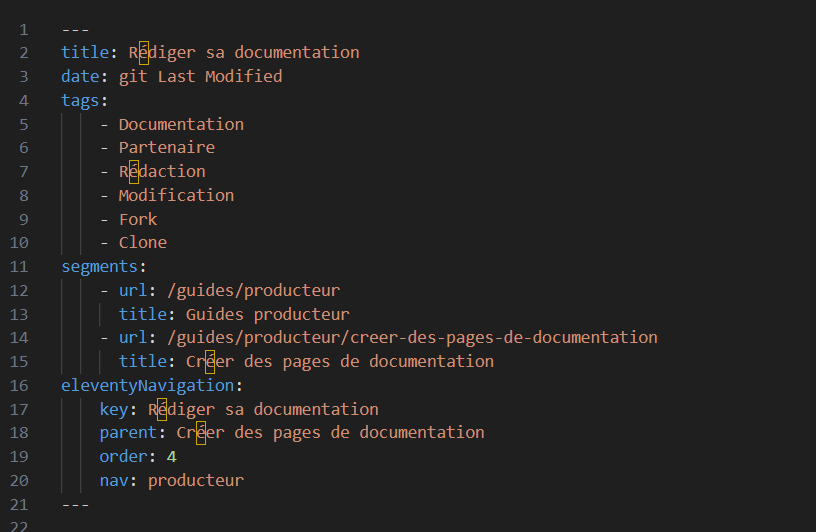 1 ---
2 title: Rédiger sa documentation
3 date: git Last Modified
4 tags:
5     - Documentation
6     - Partenaire
7     - Rédaction
8     - Modification
9     - Fork
10     - Clone
11 segments:
12     - url: /guides/producteur
13       title: Guides producteur
14     - url: /guides/producteur/creer-des-pages-de-documentation
15       title: Créer des pages de documentation
16 eleventyNavigation:
17     key: Rédiger sa documentation
18     parent: Créer des pages de documentation
19     order: 4
20     nav: producteur
21 ---
22